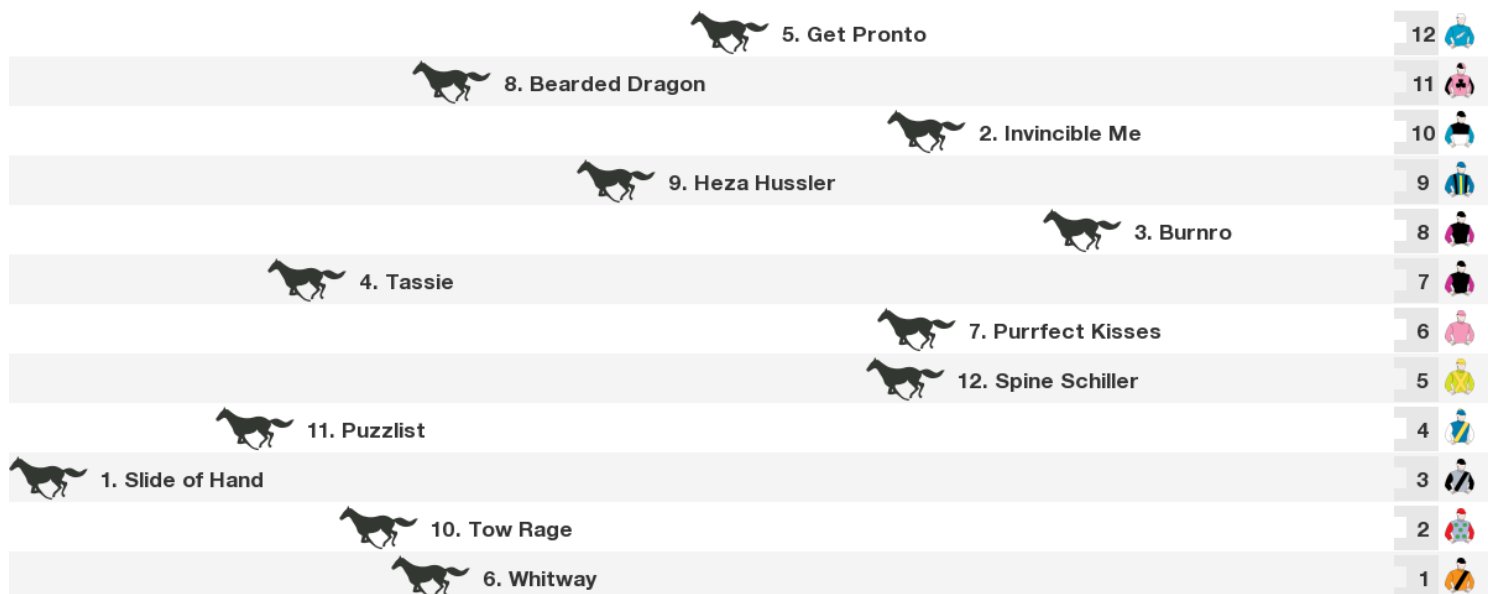 5. Get Pronto 12
8. Bearded Dragon 11
2. Invincible Me 10
9. Heza Hussler 9
3. Burnro 8
4. Tassie 7
7. Purrfect Kisses 6
12. Spine Schiller 5
11. Puzzlist 4
1. Slide of Hand 3
10. Tow Rage 2
6. Whitway 1